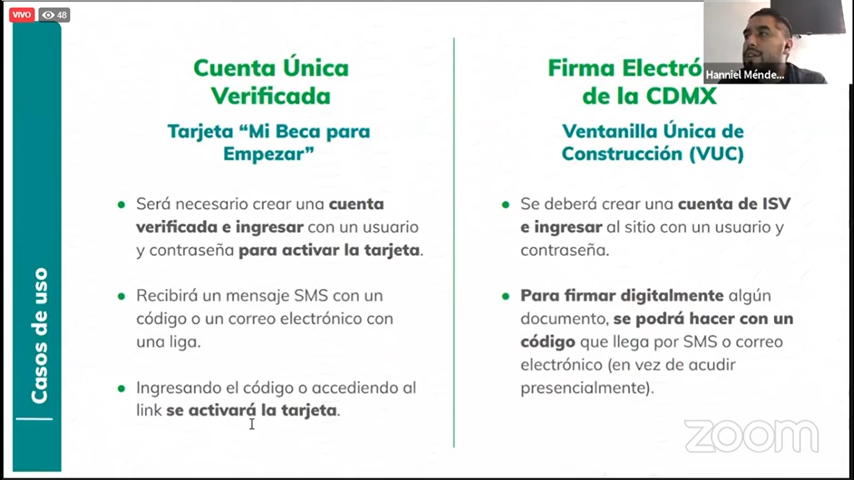 VIVO 48
Hanniel Ménde...
Casos de uso
Cuenta Única
Verificada
Tarjeta “Mi Beca para
Empezar”
• Será necesario crear una cuenta
verificada e ingresar con un usuario
y contraseña para activar la tarjeta.
• Recibirá un mensaje SMS con un
código o un correo electrónico con
una liga.
• Ingresando el código o accediendo al
link se activará la tarjeta.
Firma Electró
de la CDMX
Ventanilla Única de
Construcción (VUC)
• Se deberá crear una cuenta de ISV
e ingresar al sitio con un usuario y
contraseña.
• Para firmar digitalmente algún
documento, se podrá hacer con un
código que llega por SMS o correo
electrónico (en vez de acudir
presencialmente).
zoom